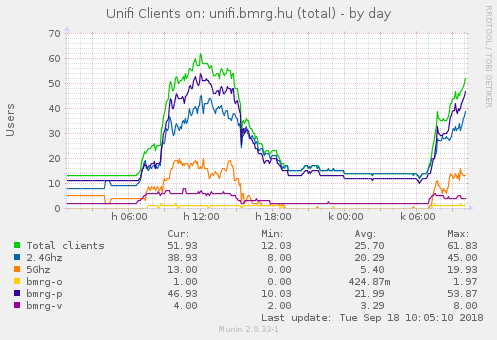 Unifi Clients on: unifi.bmrg.hu (total) - by day
RRDTOOL / TOBI OETIKER
Users
70
60
50
40
30
20
10
0
h 06:00 h 12:00 h 18:00 k 00:00 k 06:00
Cur: Min: Avg: Max:
Total clients 51.93 12.03 25.70 61.83
2.4Ghz 38.93 8.00 20.29 45.00
5Ghz 13.00 0.00 5.40 19.93
bmrg-o 1.00 0.00 424.87m 1.97
bmrg-p 46.93 10.03 21.99 53.87
bmrg-v 4.00 2.00 3.29 8.00
Last update: Tue Sep 18 10:05:10 2018
Munin 2.0.33-1